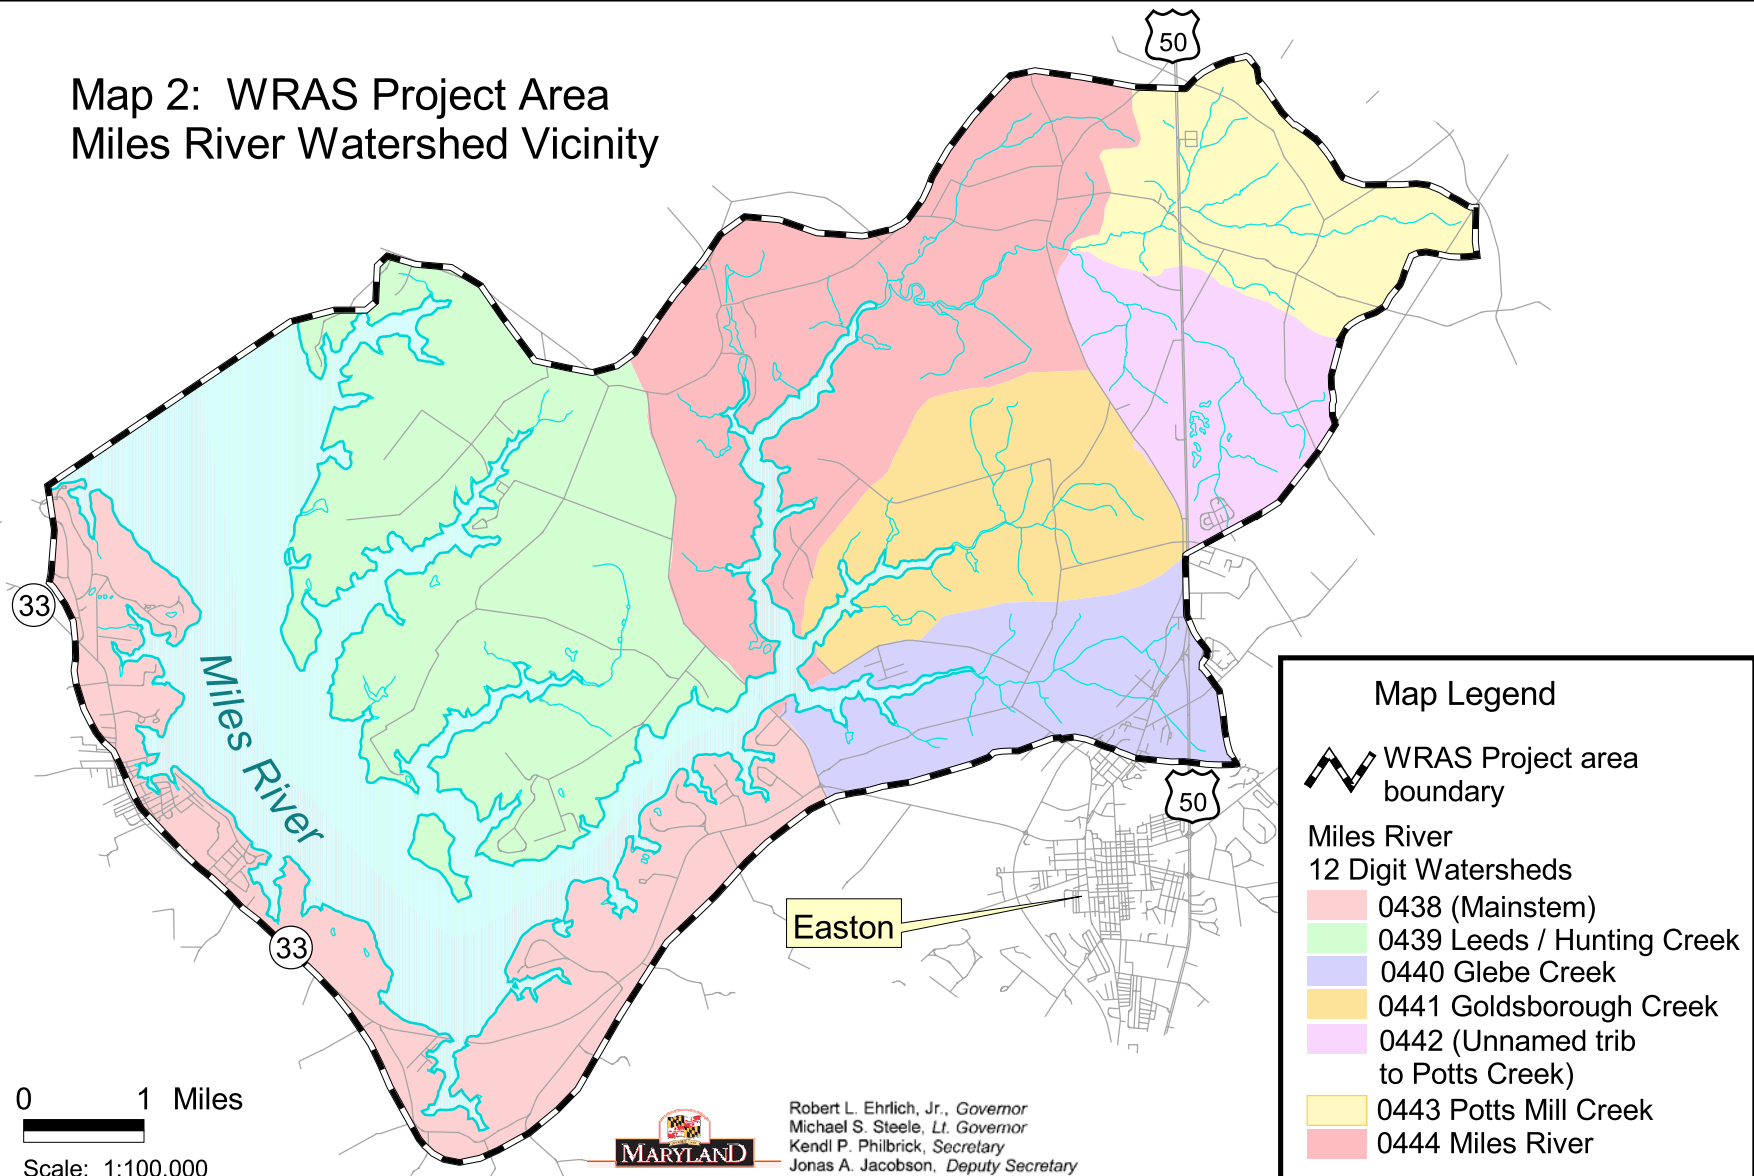 Map 2: WRAS Project Area
Miles River Watershed Vicinity
50
33
Miles River
33
50
Easton
Map Legend
WRAS Project area
boundary
Miles River
12 Digit Watersheds
0438 (Mainstem)
0439 Leeds / Hunting Creek
0440 Glebe Creek
0441 Goldsborough Creek
0442 (Unnamed trib
to Potts Creek)
0443 Potts Mill Creek
0444 Miles River
0 1 Miles
Scale: 1:100,000
MARYLAND
Robert L. Ehrlich, Jr., Governor
Michael S. Steele, Lt. Governor
Kendl P. Philbrick, Secretary
Jonas A. Jacobson, Deputy Secretary